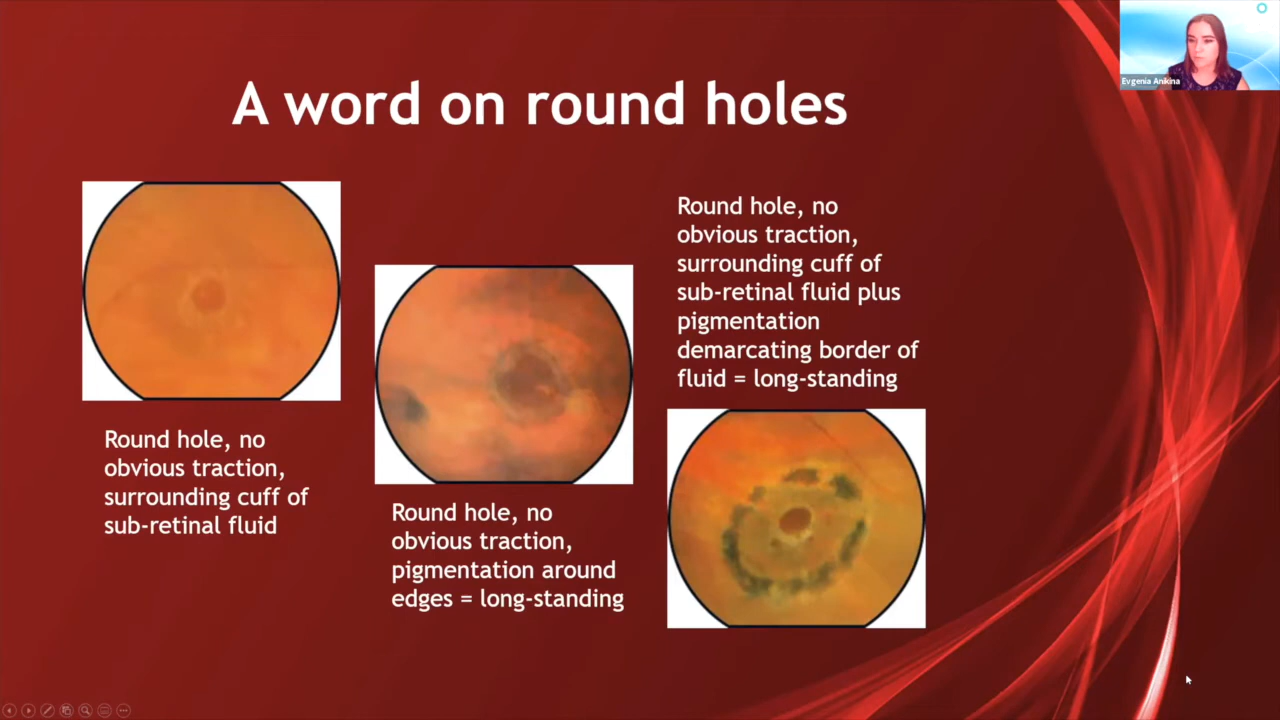 Evgenia Anikina
A word on round holes
Round hole, no
obvious traction,
surrounding cuff of
sub-retinal fluid
Round hole, no
obvious traction,
pigmentation around
edges = long-standing
Round hole, no
obvious traction,
surrounding cuff of
sub-retinal fluid plus
pigmentation
demarcating border of
fluid = long-standing